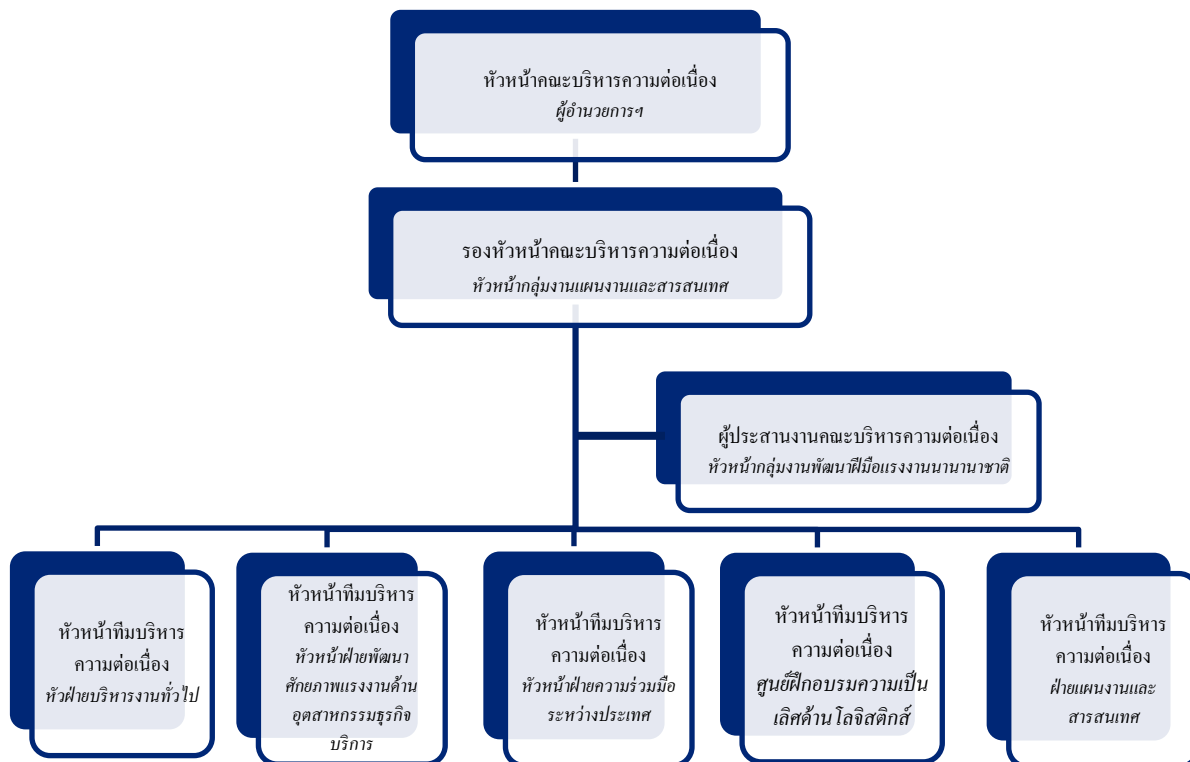 หัวหน้าคณะบริหารความต่อเนื่อง
ผู้อำนวยการฯ
รองหัวหน้าคณะบริหารความต่อเนื่อง
หัวหน้ากลุ่มงานแผนงานและสารสนเทศ
ผู้ประสานงานคณะบริหารความต่อเนื่อง
หัวหน้ากลุ่มงานพัฒนาฝีมือแรงงานนานานาชาติ
หัวหน้าทีมบริหาร
ความต่อเนื่อง
หัวฝ่ายบริหารงานทั่วไป
หัวหน้าทีมบริหาร
ความต่อเนื่อง
หัวหน้าฝ่ายพัฒนา
ศักยภาพแรงงานด้าน
อุตสาหกรรมธุรกิจ
บริการ
หัวหน้าทีมบริหาร
ความต่อเนื่อง
หัวหน้าฝ่ายความร่วมมือ
ระหว่างประเทศ
หัวหน้าทีมบริหาร
ความต่อเนื่อง
ศูนย์ฝึกอบรมความเป็น
เลิศด้านโลจิสติกส์
หัวหน้าทีมบริหาร
ความต่อเนื่อง
ฝ่ายแผนงานและ
สารสนเทศ